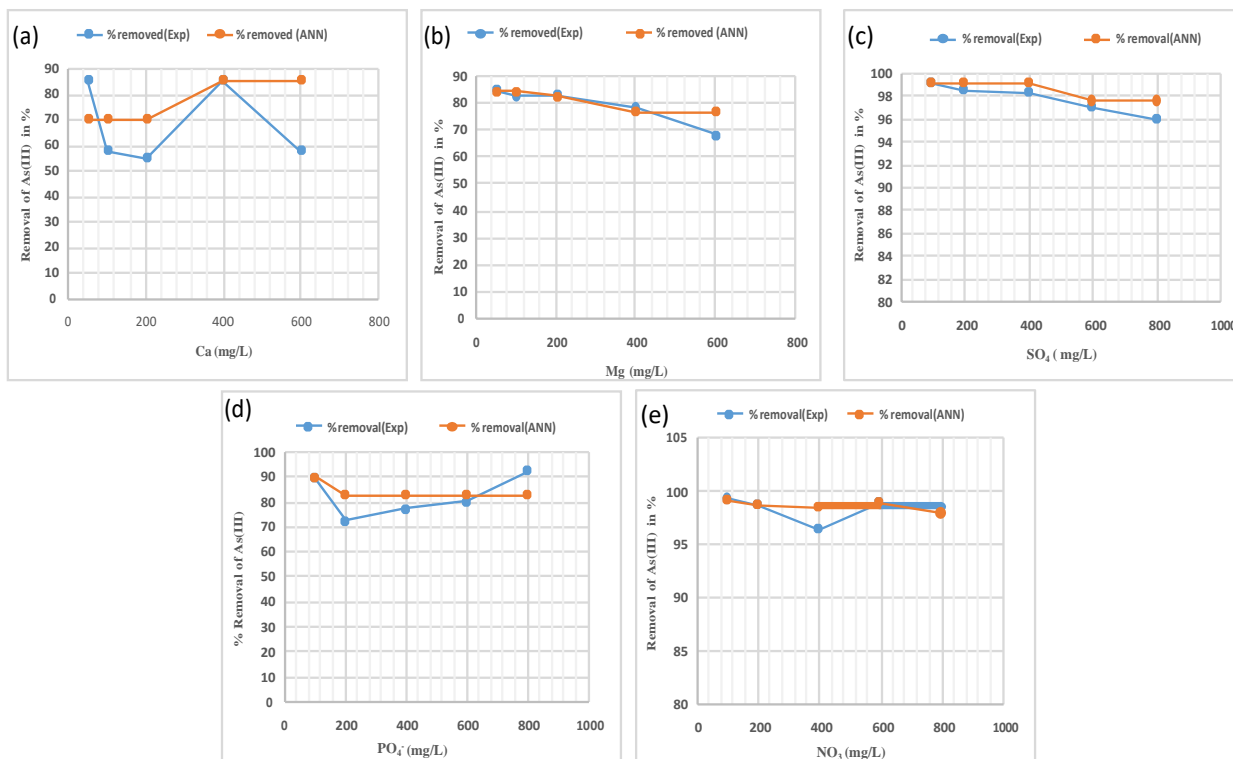 (a)
% removed(Exp) % removed (ANN)
Removal of As(III) in %
90
80
70
60
50
40
30
20
10
0
0 200 400 600 800
Ca (mg/L)
(b)
% removed(Exp) % removed (ANN)
Removal of As(III) in %
90
80
70
60
50
40
30
20
10
0
0 200 400 600 800
Mg (mg/L)
(c)
% removal(Exp) % removal(ANN)
Removal of As(III) in %
100
98
96
94
92
90
88
86
84
82
80
0 200 400 600 800 1000
SO₄ ( mg/L)
(d)
% removal(Exp) % removal(ANN)
% Removal of As(III)
100
90
80
70
60
50
40
30
20
10
0
0 200 400 600 800 1000
PO₄⁻ (mg/L)
(e)
% removal(Exp) % removal(ANN)
Removal of As(III) in %
105
100
95
90
85
80
0 200 400 600 800 1000
NO₃ (mg/L)